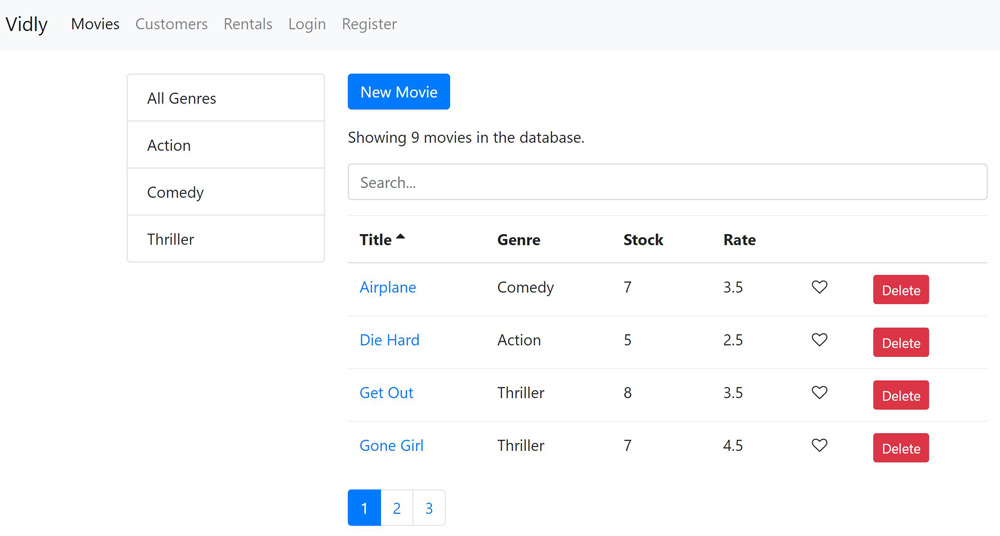 Vidly Movies Customers Rentals Login Register
All Genres
Action
Comedy
Thriller
New Movie
Showing 9 movies in the database.
Search...
Title Genre Stock Rate
Airplane Comedy 7 3.5 Delete
Die Hard Action 5 2.5 Delete
Get Out Thriller 8 3.5 Delete
Gone Girl Thriller 7 4.5 Delete
1 2 3